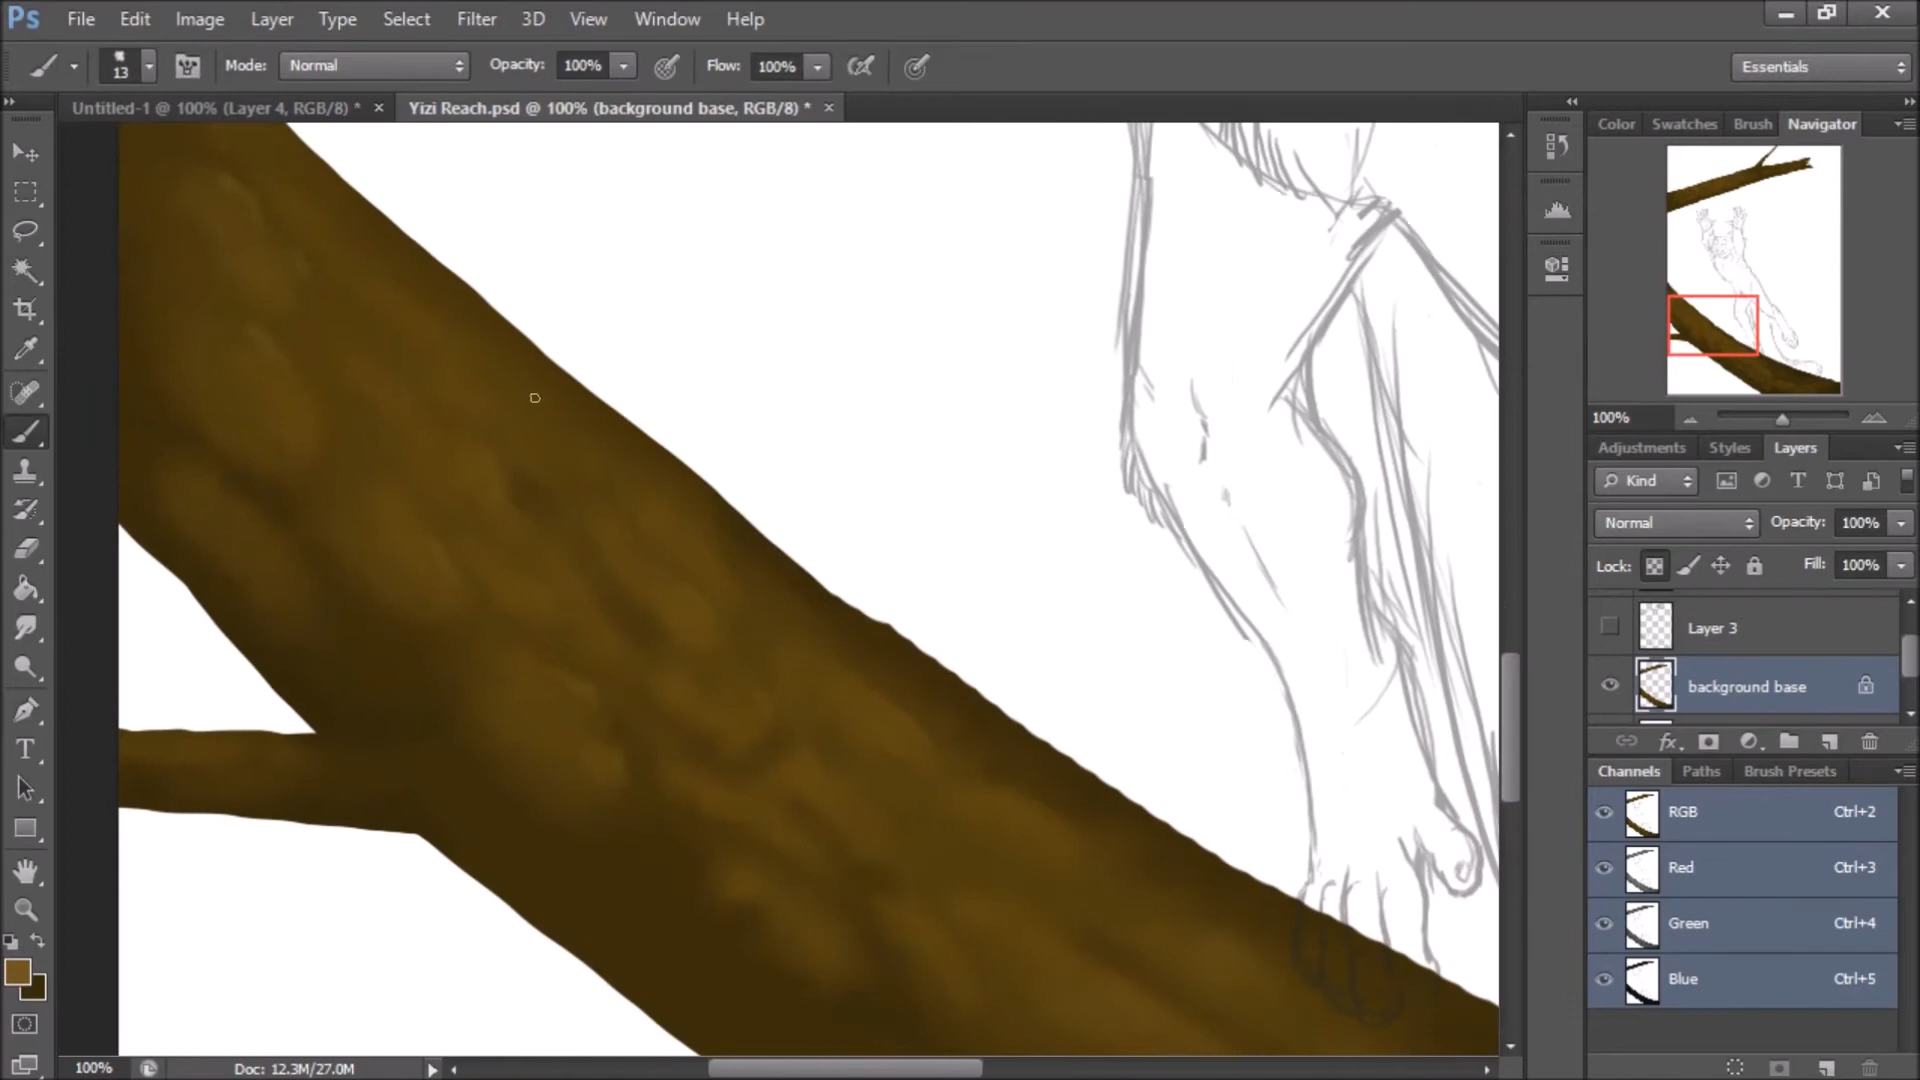 Ps File Edit Image Layer Type Select Filter 3D View Window Help
13 Mode: Normal Opacity: 100% Flow: 100% Essentials
Untitled-1 @ 100% (Layer 4, RGB/8) * × Yizi Reach.psd @ 100% (background base, RGB/8) * ×
Color Swatches Brush Navigator
100%
Adjustments Styles Layers
Kind
Normal Opacity: 100%
Lock: Fill: 100%
Layer 3
background base
fx
Channels Paths Brush Presets
RGB Ctrl+2
Red Ctrl+3
Green Ctrl+4
Blue Ctrl+5
100% Doc: 12.3M/27.0M